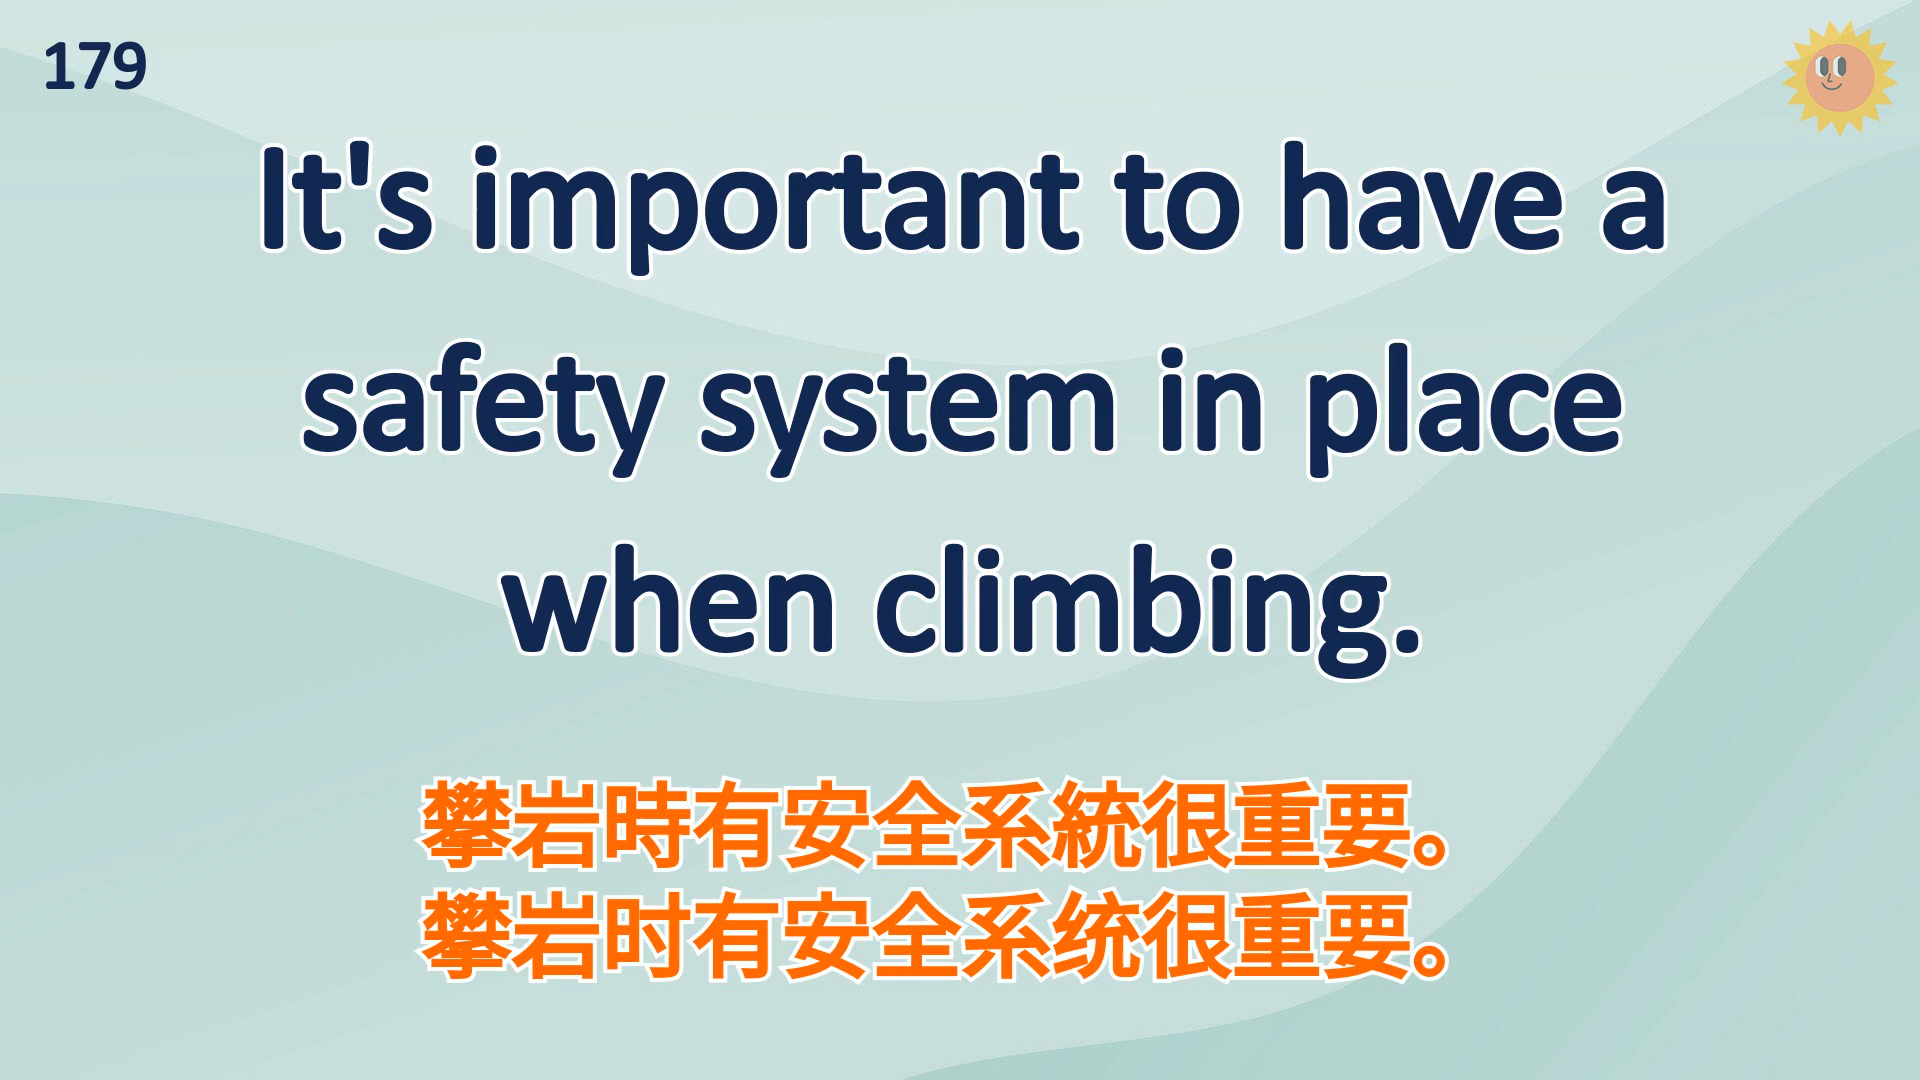 179
It's important to have a
safety system in place
when climbing.
攀岩時有安全系統很重要。
攀岩时有安全系统很重要。